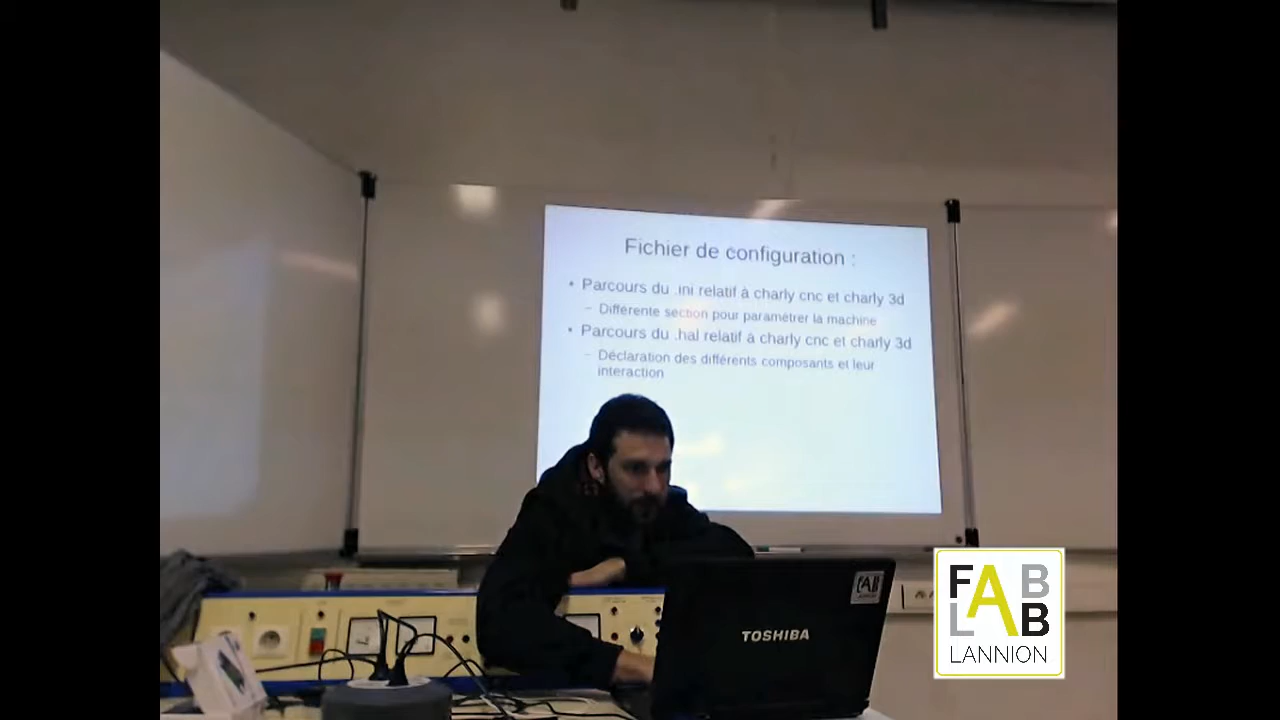 Fichier de configuration :
• Parcours du .ini relatif à charly cnc et charly 3d
– Différente section pour paramétrer la machine
• Parcours du .hal relatif à charly cnc et charly 3d
– Déclaration des différents composants et leur
interaction
TOSHIBA
FAB
LAB
LANNION